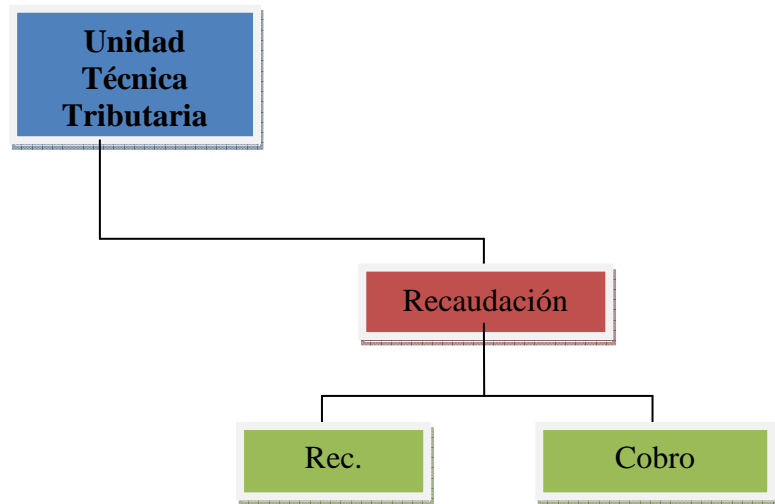 Unidad
Técnica
Tributaria
Recaudación
Rec.
Cobro